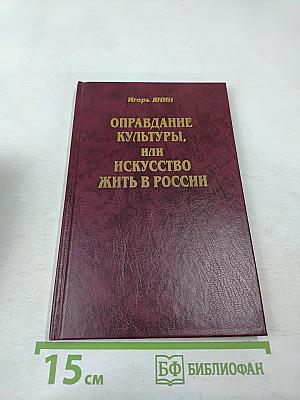 Игорь ЯНИН
ОПРАВДАНИЕ
КУЛЬТУРЫ,
ИЛИ
ИСКУССТВО
ЖИТЬ В РОССИИ
15 см
БФ БИБЛИОФАН